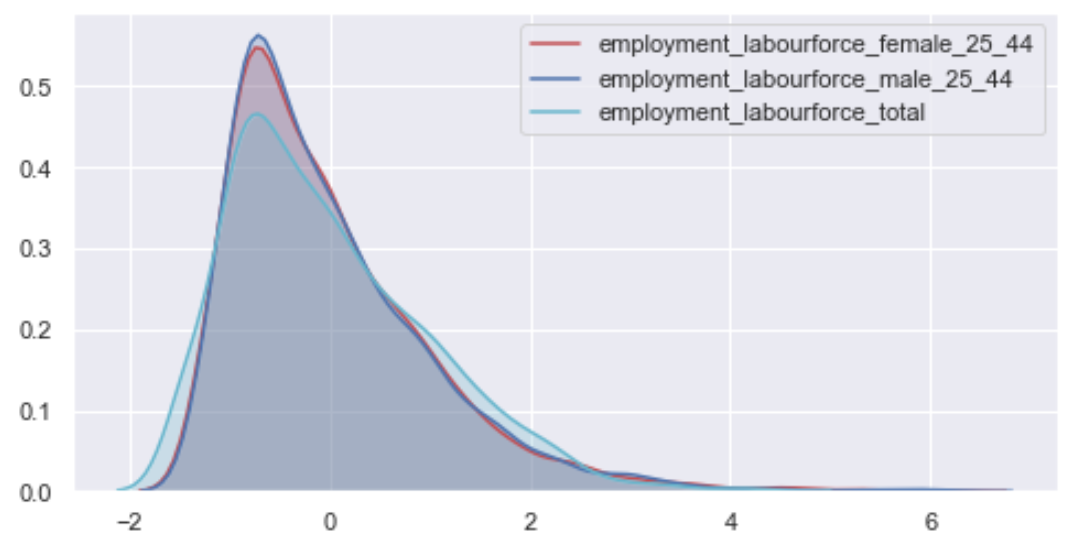 employment_labourforce_female_25_44
employment_labourforce_male_25_44
employment_labourforce_total
0.5
0.4
0.3
0.2
0.1
0.0
−2 0 2 4 6